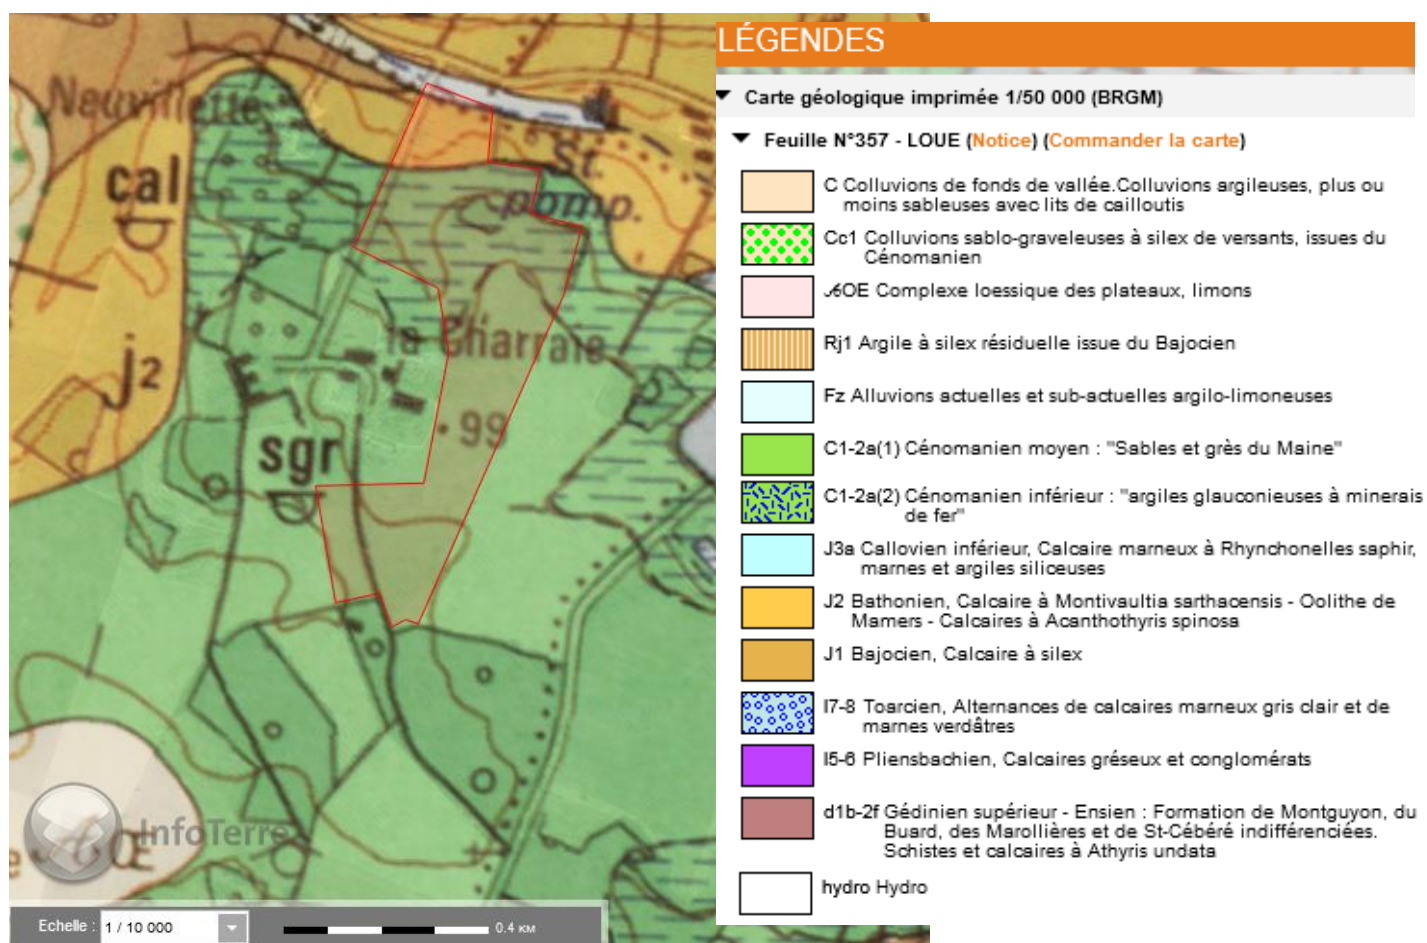 Neuvillette
cal
St.
pomp.
j2
la Charraie
99
sgr
Œ
InfoTerre
Echelle : 1 / 10 000
0.4 км
LÉGENDES
Carte géologique imprimée 1/50 000 (BRGM)
Feuille N°357 - LOUE (Notice) (Commander la carte)
C Colluvions de fonds de vallée.Colluvions argileuses, plus ou
moins sableuses avec lits de cailloutis
Cc1 Colluvions sablo-graveleuses à silex de versants, issues du
Cénomanien
OE Complexe loessique des plateaux, limons
Rj1 Argile à silex résiduelle issue du Bajocien
Fz Alluvions actuelles et sub-actuelles argilo-limoneuses
C1-2a(1) Cénomanien moyen : "Sables et grès du Maine"
C1-2a(2) Cénomanien inférieur : "argiles glauconieuses à minerais
de fer"
J3a Callovien inférieur, Calcaire marneux à Rhynchonelles saphir,
marnes et argiles siliceuses
J2 Bathonien, Calcaire à Montivaultia sarthacensis - Oolithe de
Mamers - Calcaires à Acanthothyris spinosa
J1 Bajocien, Calcaire à silex
l7-8 Toarcien, Alternances de calcaires marneux gris clair et de
marnes verdâtres
l5-6 Pliensbachien, Calcaires gréseux et conglomérats
d1b-2f Gédinien supérieur - Ensien : Formation de Montguyon, du
Buard, des Marollières et de St-Cébéré indifférenciées.
Schistes et calcaires à Athyris undata
hydro Hydro